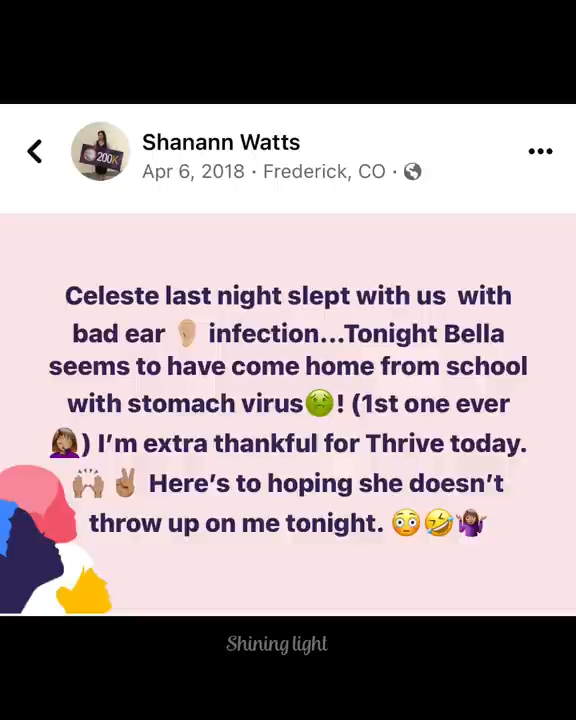 Shanann Watts
Apr 6, 2018 · Frederick, CO ·
200K
Celeste last night slept with us with
bad ear 👂🏼 infection...Tonight Bella
seems to have come home from school
with stomach virus🤢! (1st one ever
🤦🏽‍♀️) I’m extra thankful for Thrive today.
🙌🏼 ✌🏽 Here’s to hoping she doesn’t
throw up on me tonight. 😳🤣🤷🏽‍♀️
Shining light